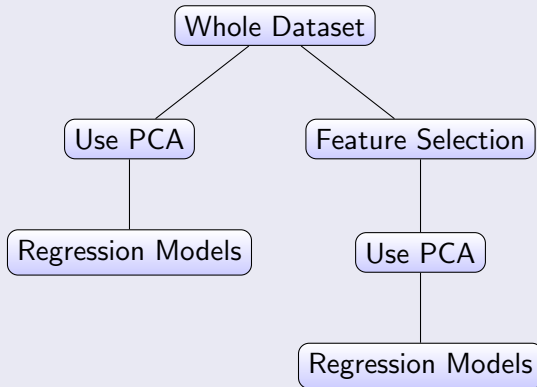 Whole Dataset
Use PCA
Feature Selection
Regression Models
Use PCA
Regression Models